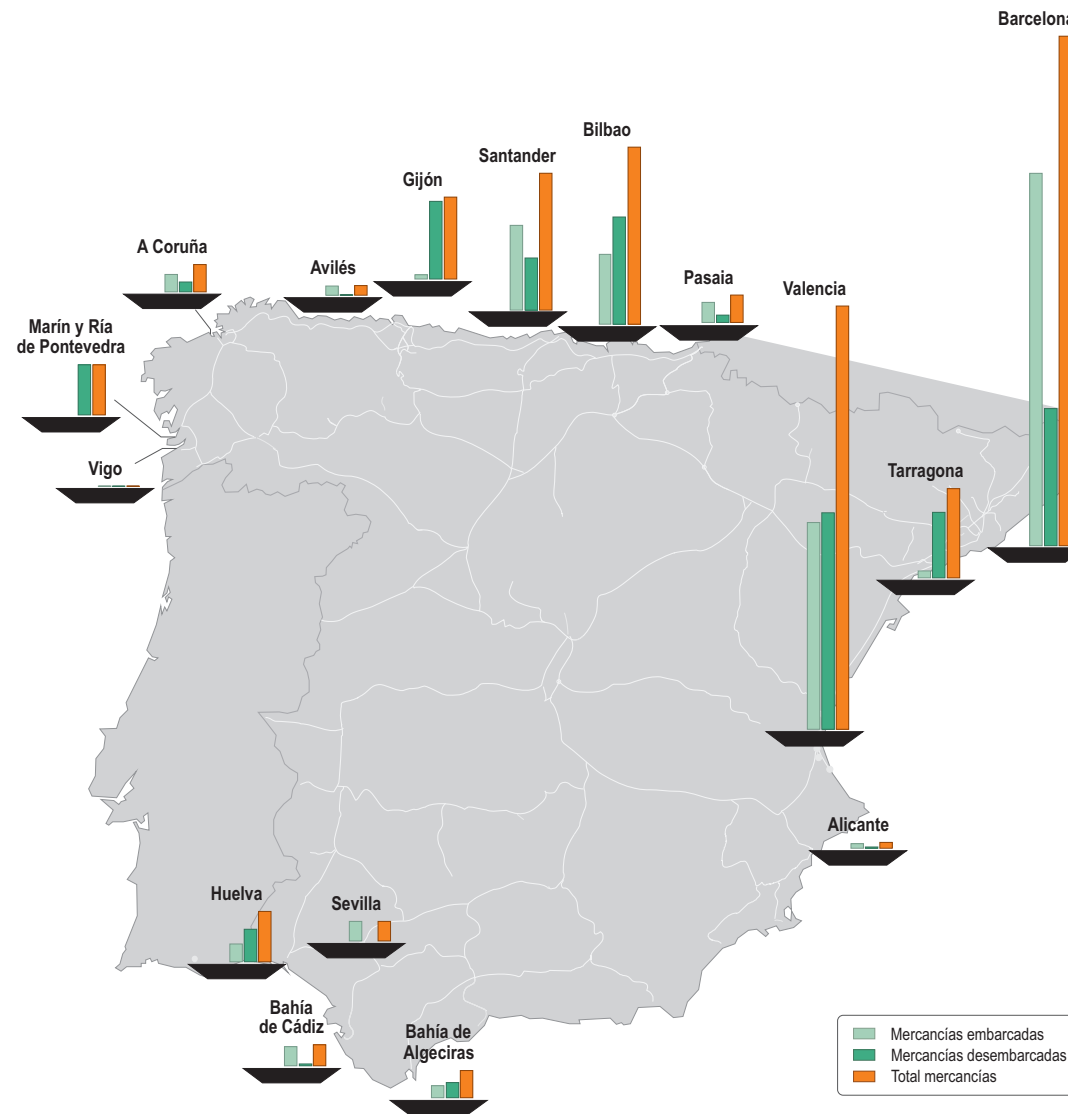 Barcelona
Bilbao
Santander
Gijón
A Coruña
Avilés
Pasaia
Valencia
Marín y Ría
de Pontevedra
Vigo
Tarragona
Alicante
Huelva
Sevilla
Bahía
de Cádiz
Bahía de
Algeciras
Mercancías embarcadas
Mercancías desembarcadas
Total mercancías